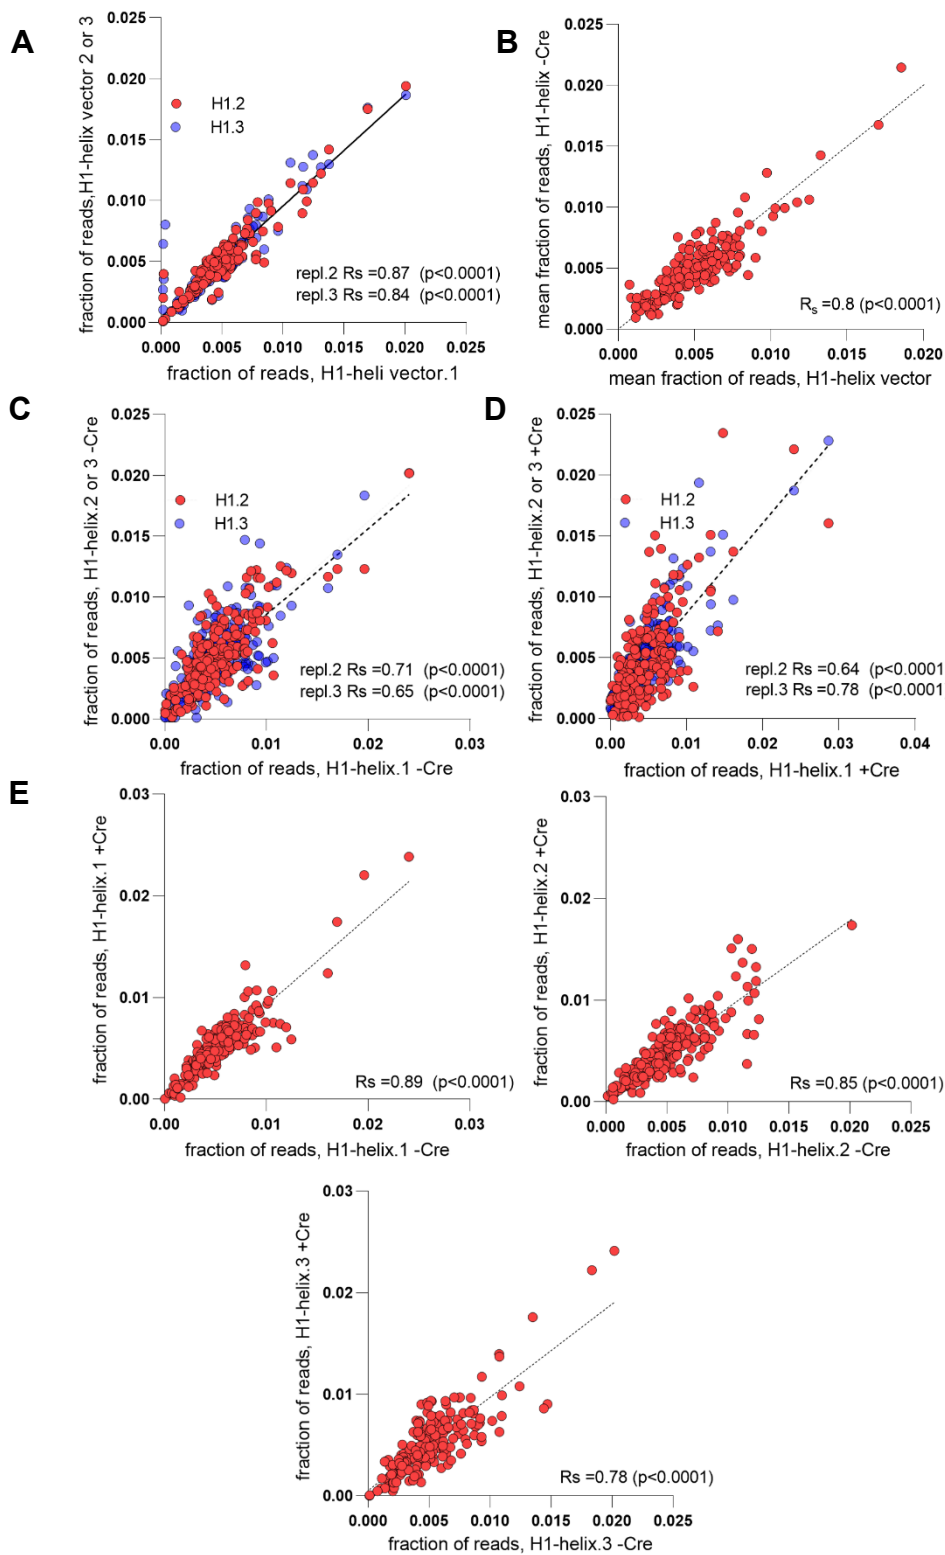 A
fraction of reads,H1-helix vector 2 or 3
0.025
0.020
0.015
0.010
0.005
0.000
H1.2
H1.3
repl.2 Rs =0.87 (p<0.0001)
repl.3 Rs =0.84 (p<0.0001)
0.000 0.005 0.010 0.015 0.020 0.025
fraction of reads, H1-heli vector.1
B
mean fraction of reads, H1-helix -Cre
0.025
0.020
0.015
0.010
0.005
0.000
Rs =0.8 (p<0.0001)
0.000 0.005 0.010 0.015 0.020
mean fraction of reads, H1-helix vector
C
fraction of reads, H1-helix.2 or 3 -Cre
0.025
0.020
0.015
0.010
0.005
0.000
H1.2
H1.3
repl.2 Rs =0.71 (p<0.0001)
repl.3 Rs =0.65 (p<0.0001)
0.00 0.01 0.02 0.03
fraction of reads, H1-helix.1 -Cre
D
fraction of reads, H1-helix.2 or 3 +Cre
0.025
0.020
0.015
0.010
0.005
0.000
H1.2
H1.3
repl.2 Rs =0.64 (p<0.0001
repl.3 Rs =0.78 (p<0.0001
0.00 0.01 0.02 0.03 0.04
fraction of reads, H1-helix.1 +Cre
E
fraction of reads, H1-helix.1 +Cre
0.03
0.02
0.01
0.00
Rs =0.89 (p<0.0001)
0.00 0.01 0.02 0.03
fraction of reads, H1-helix.1 -Cre
fraction of reads, H1-helix.2 +Cre
0.03
0.02
0.01
0.00
Rs =0.85 (p<0.0001)
0.000 0.005 0.010 0.015 0.020 0.025
fraction of reads, H1-helix.2 -Cre
fraction of reads, H1-helix.3 +Cre
0.03
0.02
0.01
0.00
Rs =0.78 (p<0.0001)
0.000 0.005 0.010 0.015 0.020 0.025
fraction of reads, H1-helix.3 -Cre